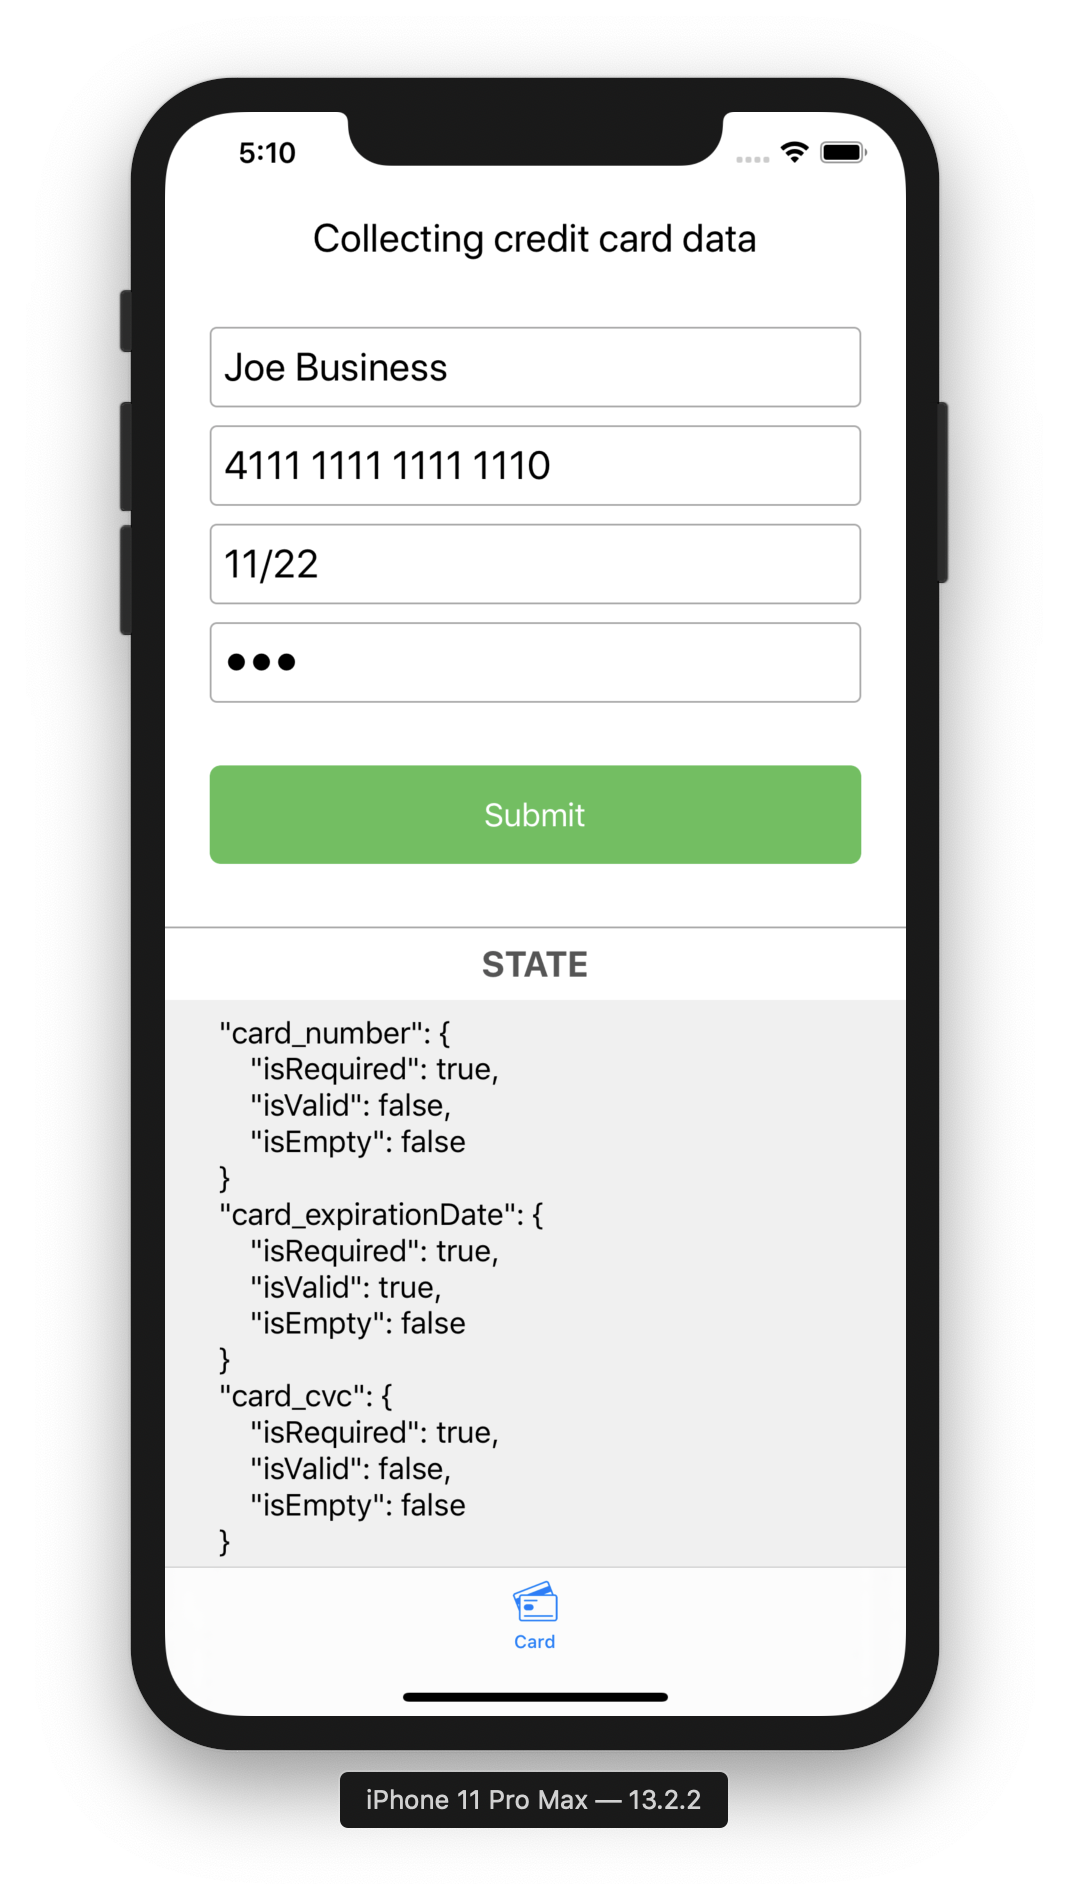 5:10
Collecting credit card data
Joe Business
4111 1111 1111 1110
11/22
•••
Submit
STATE
"card_number": {
"isRequired": true,
"isValid": false,
"isEmpty": false
}
"card_expirationDate": {
"isRequired": true,
"isValid": true,
"isEmpty": false
}
"card_cvc": {
"isRequired": true,
"isValid": false,
"isEmpty": false
}
Card
iPhone 11 Pro Max — 13.2.2